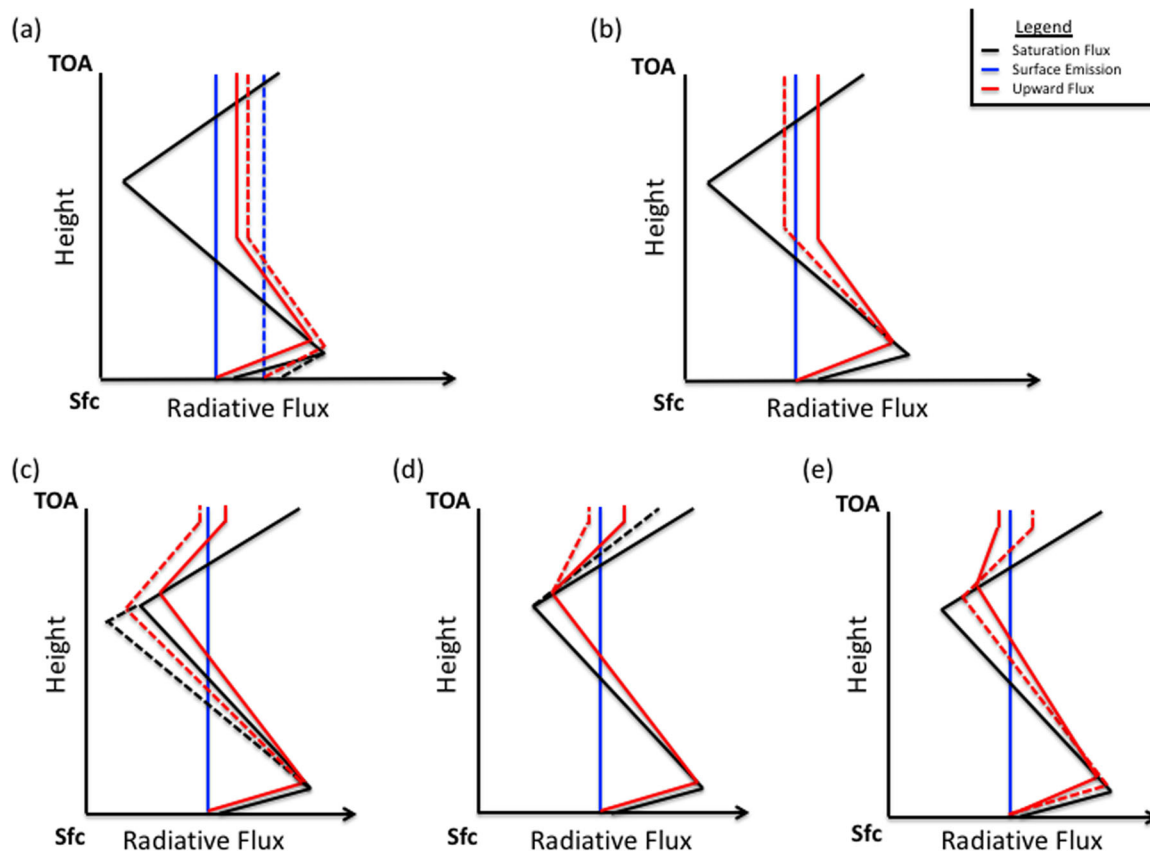 (a)
TOA
Height
Sfc
Radiative Flux
(b)
TOA
Height
Sfc
Radiative Flux
Legend
Saturation Flux
Surface Emission
Upward Flux
(c)
TOA
Height
Sfc
Radiative Flux
(d)
TOA
Height
Sfc
Radiative Flux
(e)
TOA
Height
Sfc
Radiative Flux